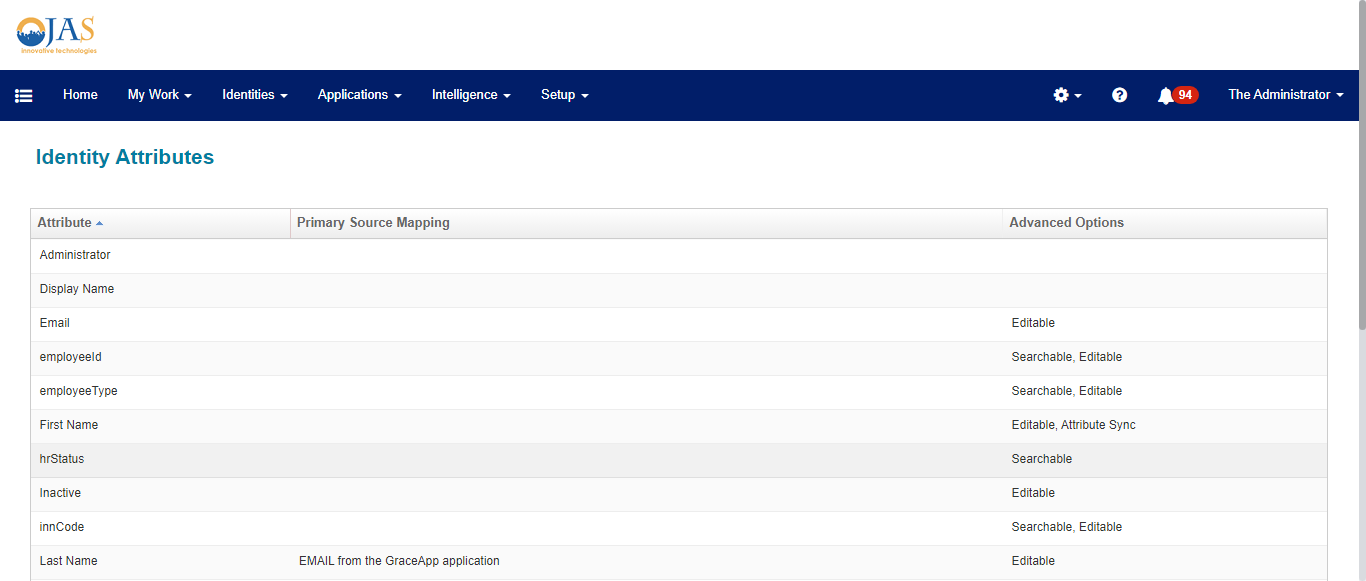 OJAS
innovative technologies
Home My Work Identities Applications Intelligence Setup 94 The Administrator
Identity Attributes
Attribute Primary Source Mapping Advanced Options
Administrator
Display Name
Email Editable
employeeId Searchable, Editable
employeeType Searchable, Editable
First Name Editable, Attribute Sync
hrStatus Searchable
Inactive Editable
innCode Searchable, Editable
Last Name EMAIL from the GraceApp application Editable